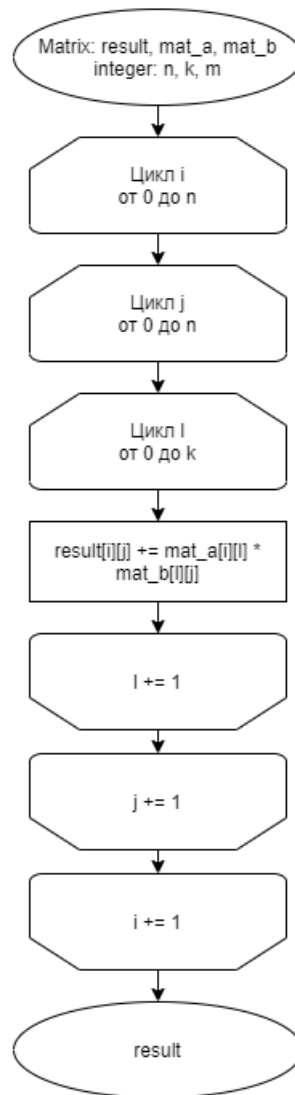 Matrix: result, mat_a, mat_b
integer: n, k, m
Цикл i
от 0 до n
Цикл j
от 0 до n
Цикл l
от 0 до k
result[i][j] += mat_a[i][l] *
mat_b[l][j]
l += 1
j += 1
i += 1
result